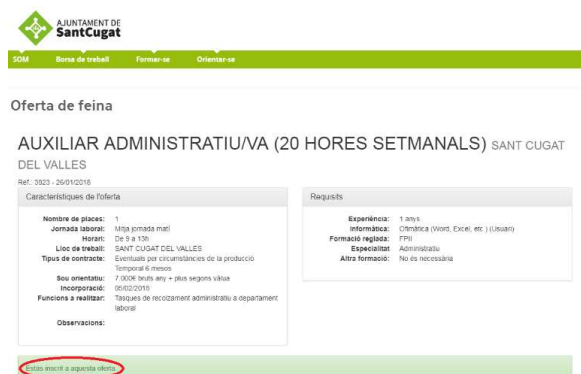 AJUNTAMENT DE
SantCugat
SOM Borsa de treball Formar-se Orientar-se
Oferta de feina
AUXILIAR ADMINISTRATIU/VA (20 HORES SETMANALS) SANT CUGAT
DEL VALLES
Ref.: 3823 - 26/01/2018
Característiques de l'oferta
Nombre de places: 1
Jornada laboral: Mitja jornada matí
Horari: De 9 a 13h
Lloc de treball: SANT CUGAT DEL VALLES
Tipus de contracte: Eventuals per circumstàncies de la producció
Temporal 6 mesos
Sou orientatiu: 7.000€ bruts any + plus segons vàlua
Incorporació: 05/02/2018
Funcions a realitzar: Tasques de recolzament administratiu a departament
laboral
Observacions:
Requisits
Experiència: 1 anys
Informàtica: Ofimàtica (Word, Excel, etc.) (Usuari)
Formació reglada: FPII
Especialitat Administratiu
Altra formació: No és necessària
Estàs inscrit a aquesta oferta